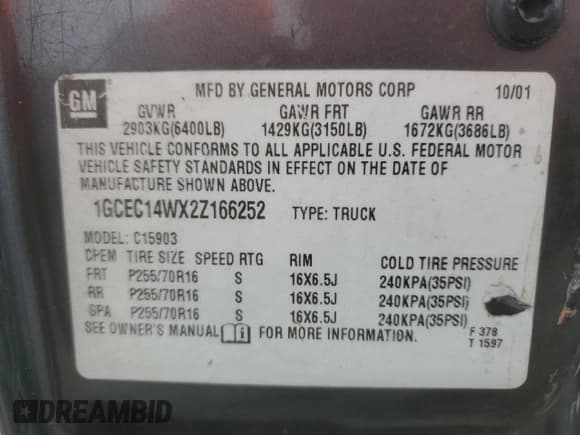 GM
MFD BY GENERAL MOTORS CORP 10/01
GVWR GAWR FRT GAWR RR
2903KG(6400LB) 1429KG(3150LB) 1672KG(3686LB)
THIS VEHICLE CONFORMS TO ALL APPLICABLE U.S. FEDERAL MOTOR
VEHICLE SAFETY STANDARDS IN EFFECT ON THE DATE OF
MANUFACTURE SHOWN ABOVE.
1GCEC14WX2Z166252 TYPE: TRUCK
MODEL: C15903
OPEM TIRE SIZE SPEED RTG RIM COLD TIRE PRESSURE
FRT P255/70R16 S 16X6.5J 240KPA(35PSI)
RR P255/70R16 S 16X6.5J 240KPA(35PSI)
SPA P255/70R16 S 16X6.5J 240KPA(35PSI)
SEE OWNER'S MANUAL FOR MORE INFORMATION. F 378
T 1597
DREAMBID